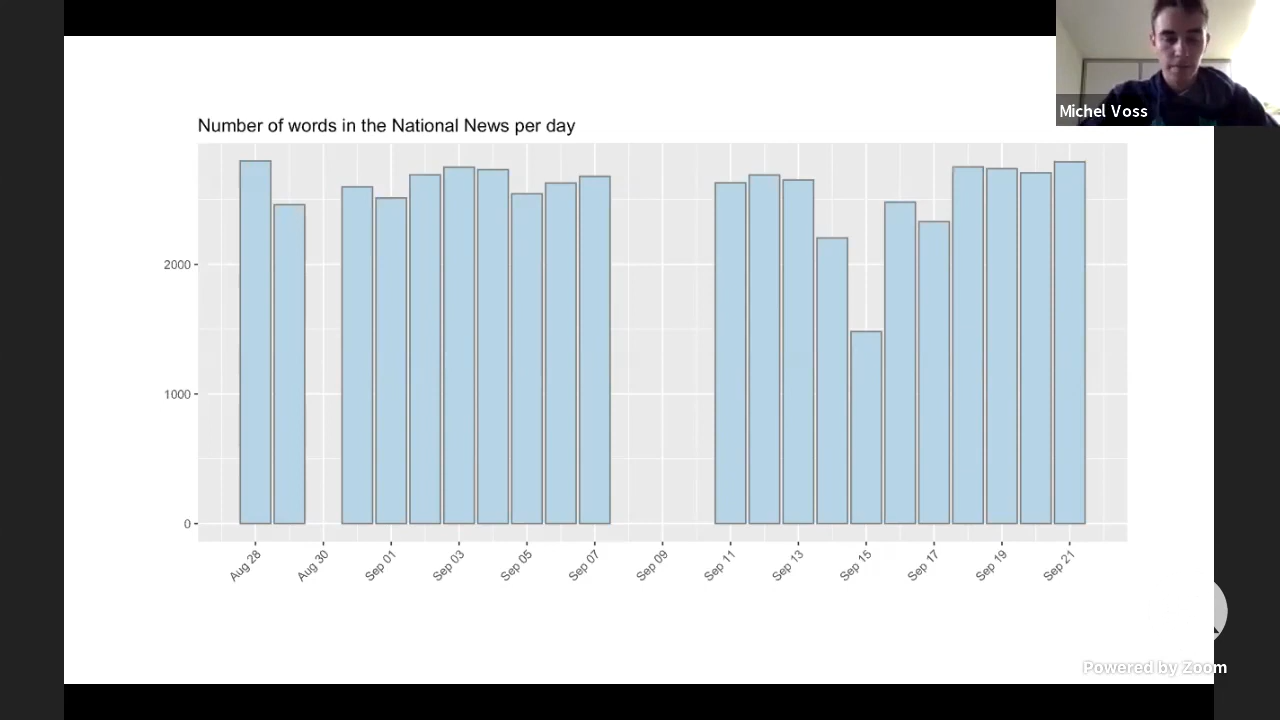 Michel Voss
Number of words in the National News per day
2000
1000
0
Aug 28
Aug 30
Sep 01
Sep 03
Sep 05
Sep 07
Sep 09
Sep 11
Sep 13
Sep 15
Sep 17
Sep 19
Sep 21
Powered by Zoom